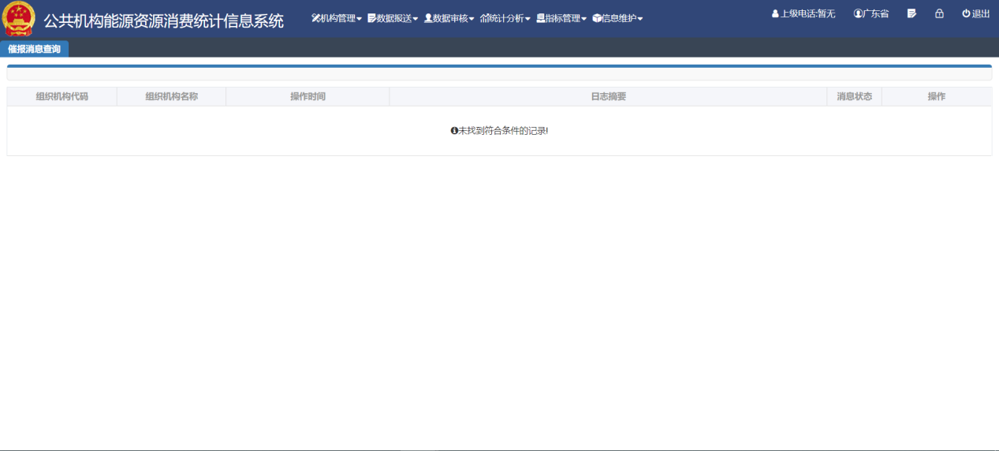 公共机构能源资源消费统计信息系统 机构管理 数据报送 数据审核 统计分析 指标管理 信息维护 上级电话:暂无 广东省 退出
催报消息查询
组织机构代码 组织机构名称 操作时间 日志摘要 消息状态 操作
未找到符合条件的记录!